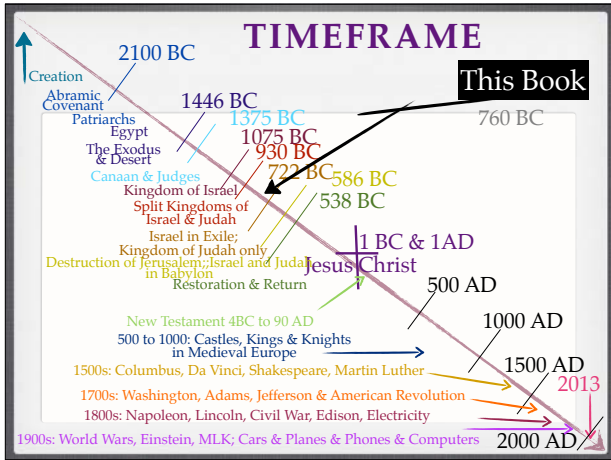 TIMEFRAME
2100 BC
This Book
Creation
760 BC
Abramic
Covenant
1446 BC
Patriarchs
1375 BC
Egypt
1075 BC
The Exodus
& Desert
930 BC
Canaan & Judges
722 BC
586 BC
Kingdom of Israel
538 BC
Split Kingdoms of
Israel & Judah
Israel in Exile;
Kingdom of Judah only
1 BC & 1AD
Jesus Christ
Destruction of Jerusalem;;Israel and Judah
in Babylon
Restoration & Return
500 AD
New Testament 4BC to 90 AD
1000 AD
500 to 1000: Castles, Kings & Knights
in Medieval Europe
1500 AD
1500s: Columbus, Da Vinci, Shakespeare, Martin Luther
2013
1700s: Washington, Adams, Jefferson & American Revolution
1800s: Napoleon, Lincoln, Civil War, Edison, Electricity
1900s: World Wars, Einstein, MLK; Cars & Planes & Phones & Computers
2000 AD